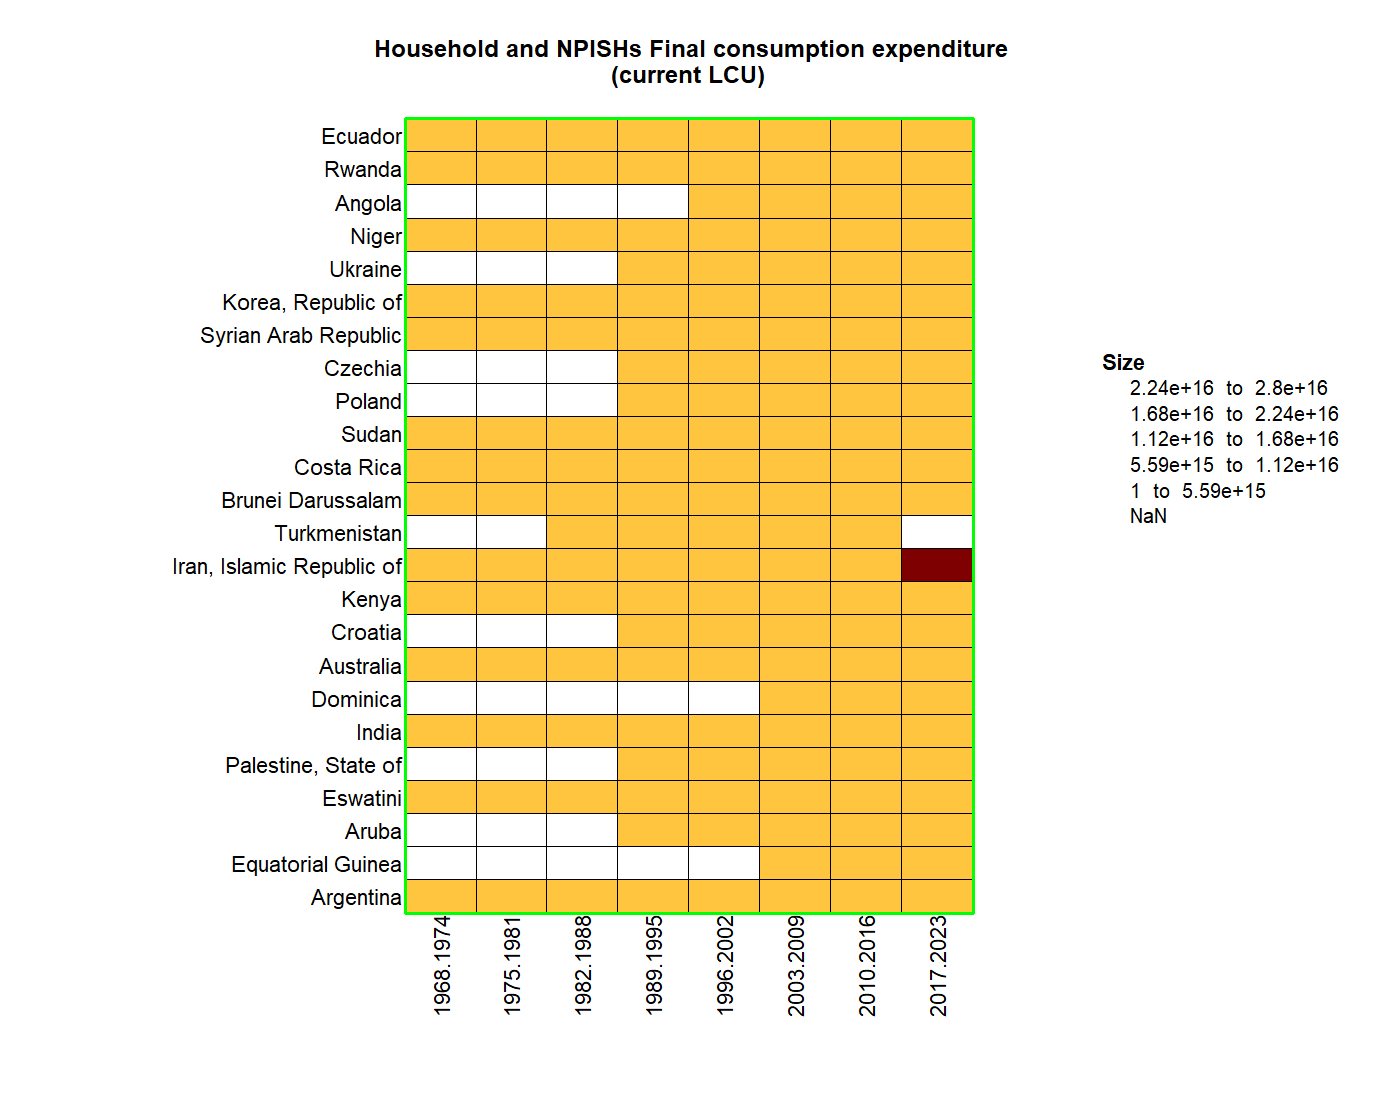 Household and NPISHs Final consumption expenditure
(current LCU)
Ecuador
Rwanda
Angola
Niger
Ukraine
Korea, Republic of
Syrian Arab Republic
Czechia
Poland
Sudan
Costa Rica
Brunei Darussalam
Turkmenistan
Iran, Islamic Republic of
Kenya
Croatia
Australia
Dominica
India
Palestine, State of
Eswatini
Aruba
Equatorial Guinea
Argentina
1968.1974
1975.1981
1982.1988
1989.1995
1996.2002
2003.2009
2010.2016
2017.2023
Size
2.24e+16 to 2.8e+16
1.68e+16 to 2.24e+16
1.12e+16 to 1.68e+16
5.59e+15 to 1.12e+16
1 to 5.59e+15
NaN